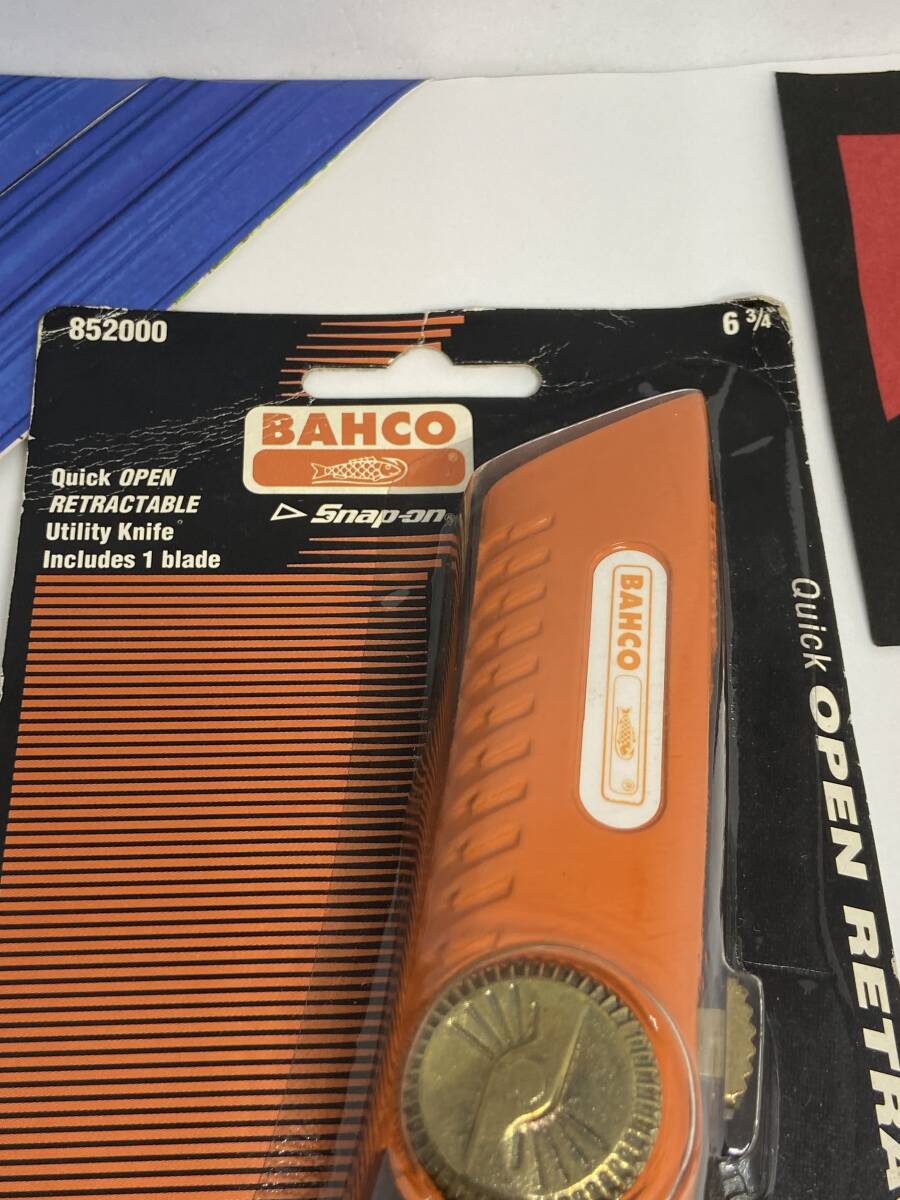 852000
6 3/4
BAHCO
®
Quick OPEN
RETRACTABLE
Utility Knife
Includes 1 blade
Snap-on®
BAHCO
®
Quick OPEN RETRA